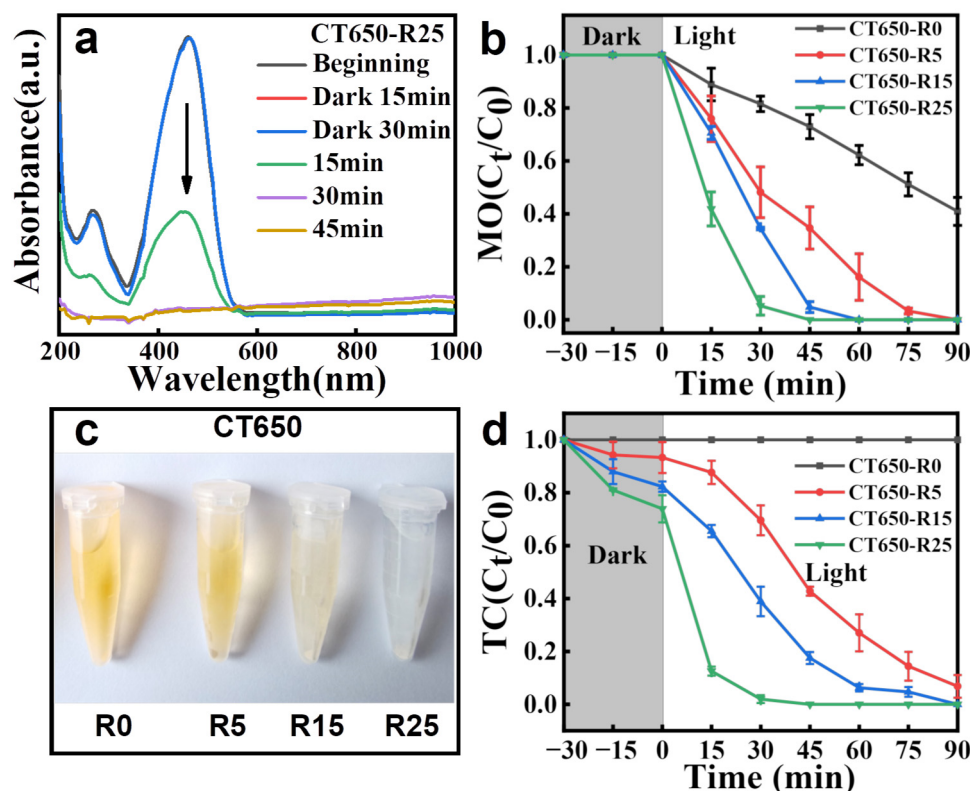 a
CT650-R25
Beginning
Dark 15min
Dark 30min
15min
30min
45min
Absorbance(a.u.)
200 400 600 800 1000
Wavelength(nm)
b
Dark Light
CT650-R0
CT650-R5
CT650-R15
CT650-R25
MO(Ct/C0)
1.0
0.8
0.6
0.4
0.2
0.0
−30 −15 0 15 30 45 60 75 90
Time (min)
c
CT650
R0 R5 R15 R25
d
CT650-R0
CT650-R5
CT650-R15
CT650-R25
Dark
Light
TC(Ct/C0)
1.0
0.8
0.6
0.4
0.2
0.0
−30 −15 0 15 30 45 60 75 90
Time (min)